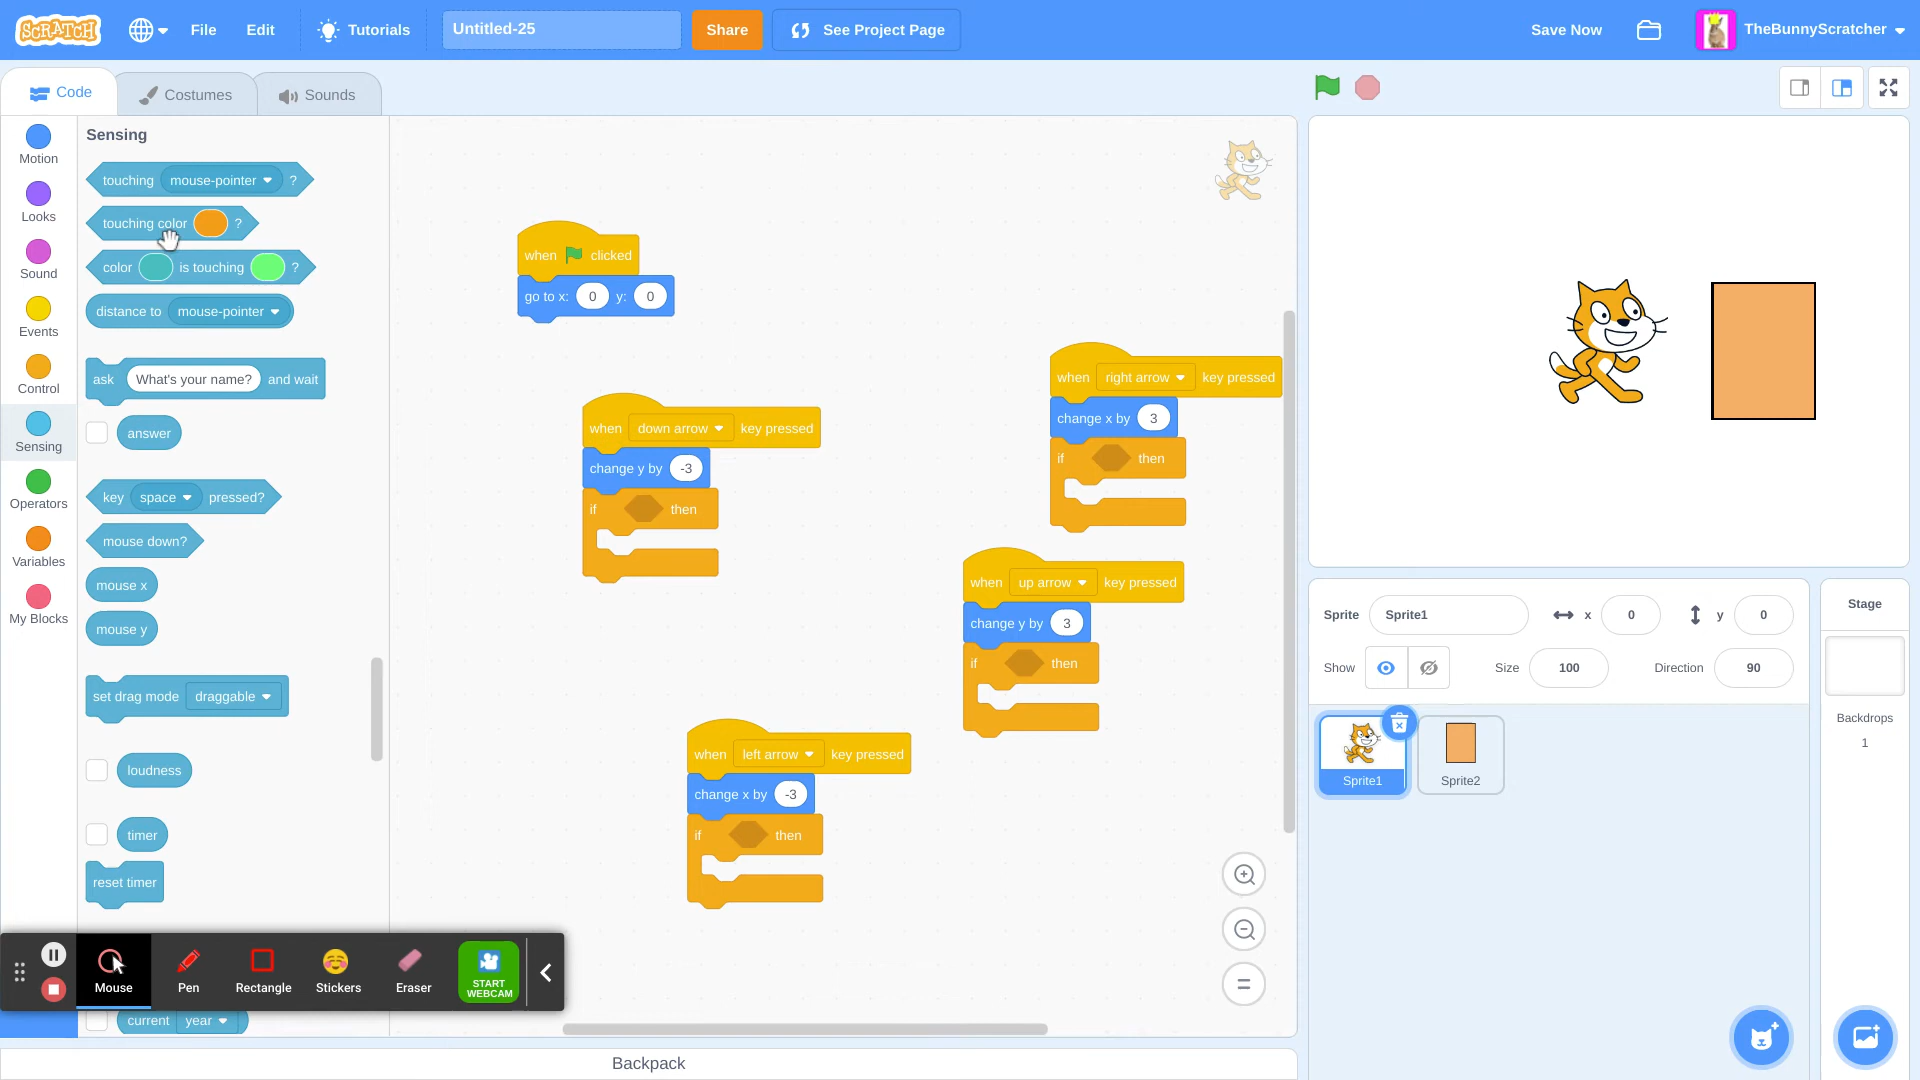 SCRATCH
File
Edit
Tutorials
Untitled-25
Share
See Project Page
Save Now
TheBunnyScratcher
Code
Costumes
Sounds
Motion
Looks
Sound
Events
Control
Sensing
Operators
Variables
My Blocks
Sensing
touching mouse-pointer ?
touching color ?
color is touching ?
distance to mouse-pointer
ask What's your name? and wait
answer
key space pressed?
mouse down?
mouse x
mouse y
set drag mode draggable
loudness
timer
reset timer
current year
when clicked
go to x: 0 y: 0
when down arrow key pressed
change y by -3
if then
when right arrow key pressed
change x by 3
if then
when up arrow key pressed
change y by 3
if then
when left arrow key pressed
change x by -3
if then
Mouse
Pen
Rectangle
Stickers
Eraser
START
WEBCAM
Backpack
Sprite Sprite1 x 0 y 0
Show Size 100 Direction 90
Sprite1
Sprite2
Stage
Backdrops
1